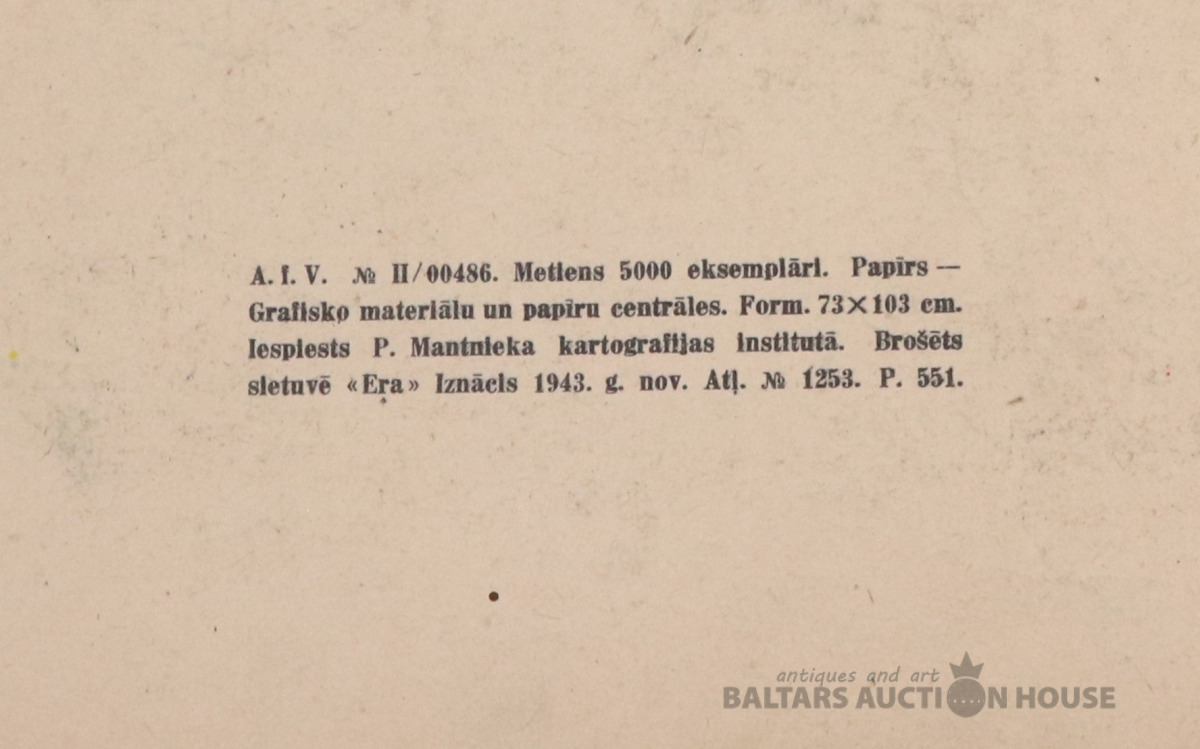 A. I. V. № II/00486. Metiens 5000 eksemplāri. Papīrs —
Grafisko materiālu un papīru centrāles. Form. 73×103 cm.
Iespiests P. Mantnieka kartografijas institutā. Brošēts
sietuvē «Eŗa» Iznācis 1943. g. nov. Atļ. № 1253. P. 551.
antiques and art
BALTARS AUCTION HOUSE